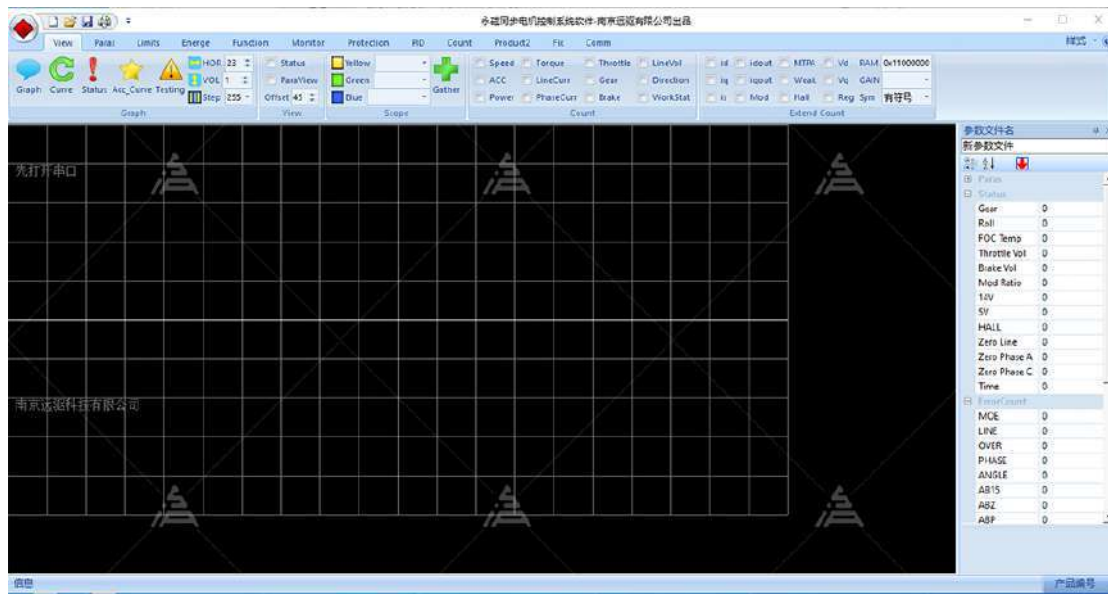 永磁同步电机控制系统软件-南京远驱有限公司出品
View Paras Limits Energe Function Monitor Protection PID Count Product2 Fit Comm 样式
HOR 23 Status Yellow Speed Torque Throttle LineVol id idout MTPA Vd RAM 0x11000000
VOL 1 ParaView Green ACC LineCurr Gear Direction iq iqout Weak Vq GAIN
Graph Curve Status Acc_Curve Testing Step 255 Offset 45 Blue Gather Power PhaseCurr Brake WorkStat is Mod Hall Reg Sym 有符号
Graph View Scope Count Extend Count
先打开串口
南京远驱科技有限公司
参数文件名
新参数文件
Paras
Status
Gear 0
Roll 0
FOC Temp 0
Throttle Vol 0
Brake Vol 0
Mod Ratio 0
14V 0
5V 0
HALL 0
Zero Line 0
Zero Phase A 0
Zero Phase C 0
Time 0
ErrorCount
MOE 0
LINE 0
OVER 0
PHASE 0
ANGLE 0
AB15 0
ABZ 0
ABP 0
信息
产品编号